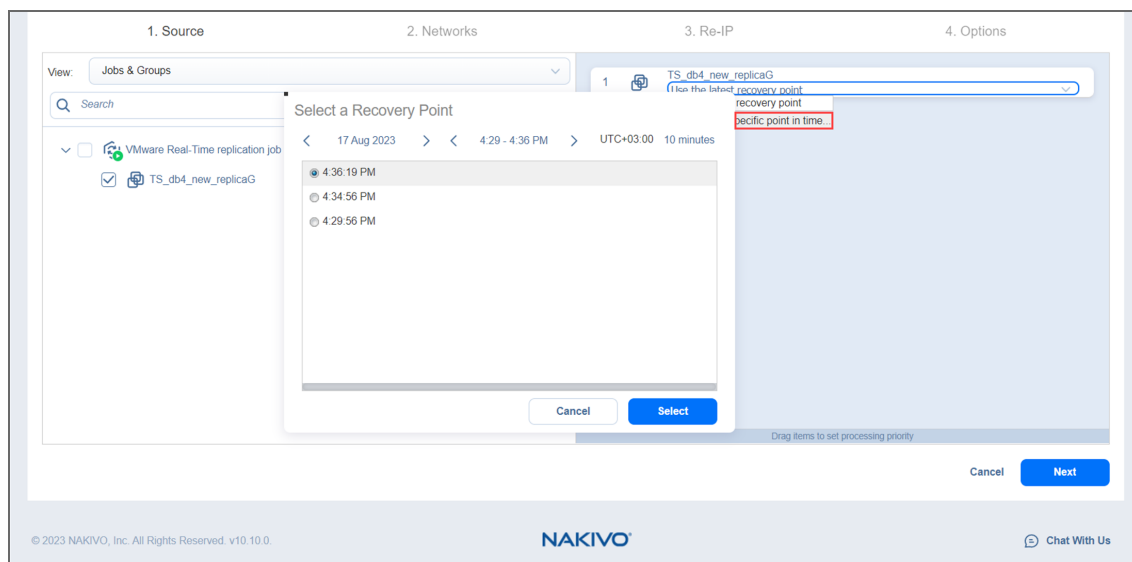 1. Source
2. Networks
3. Re-IP
4. Options
View:
Jobs & Groups
Search
VMware Real-Time replication job
TS_db4_new_replicaG
1
TS_db4_new_replicaG
Use the latest recovery point
recovery point
pecific point in time...
Select a Recovery Point
17 Aug 2023
4:29 - 4:36 PM
UTC+03:00
10 minutes
4:36:19 PM
4:34:56 PM
4:29:56 PM
Cancel
Select
Drag items to set processing priority
Cancel
Next
© 2023 NAKIVO, Inc. All Rights Reserved. v10.10.0.
NAKIVO®
Chat With Us